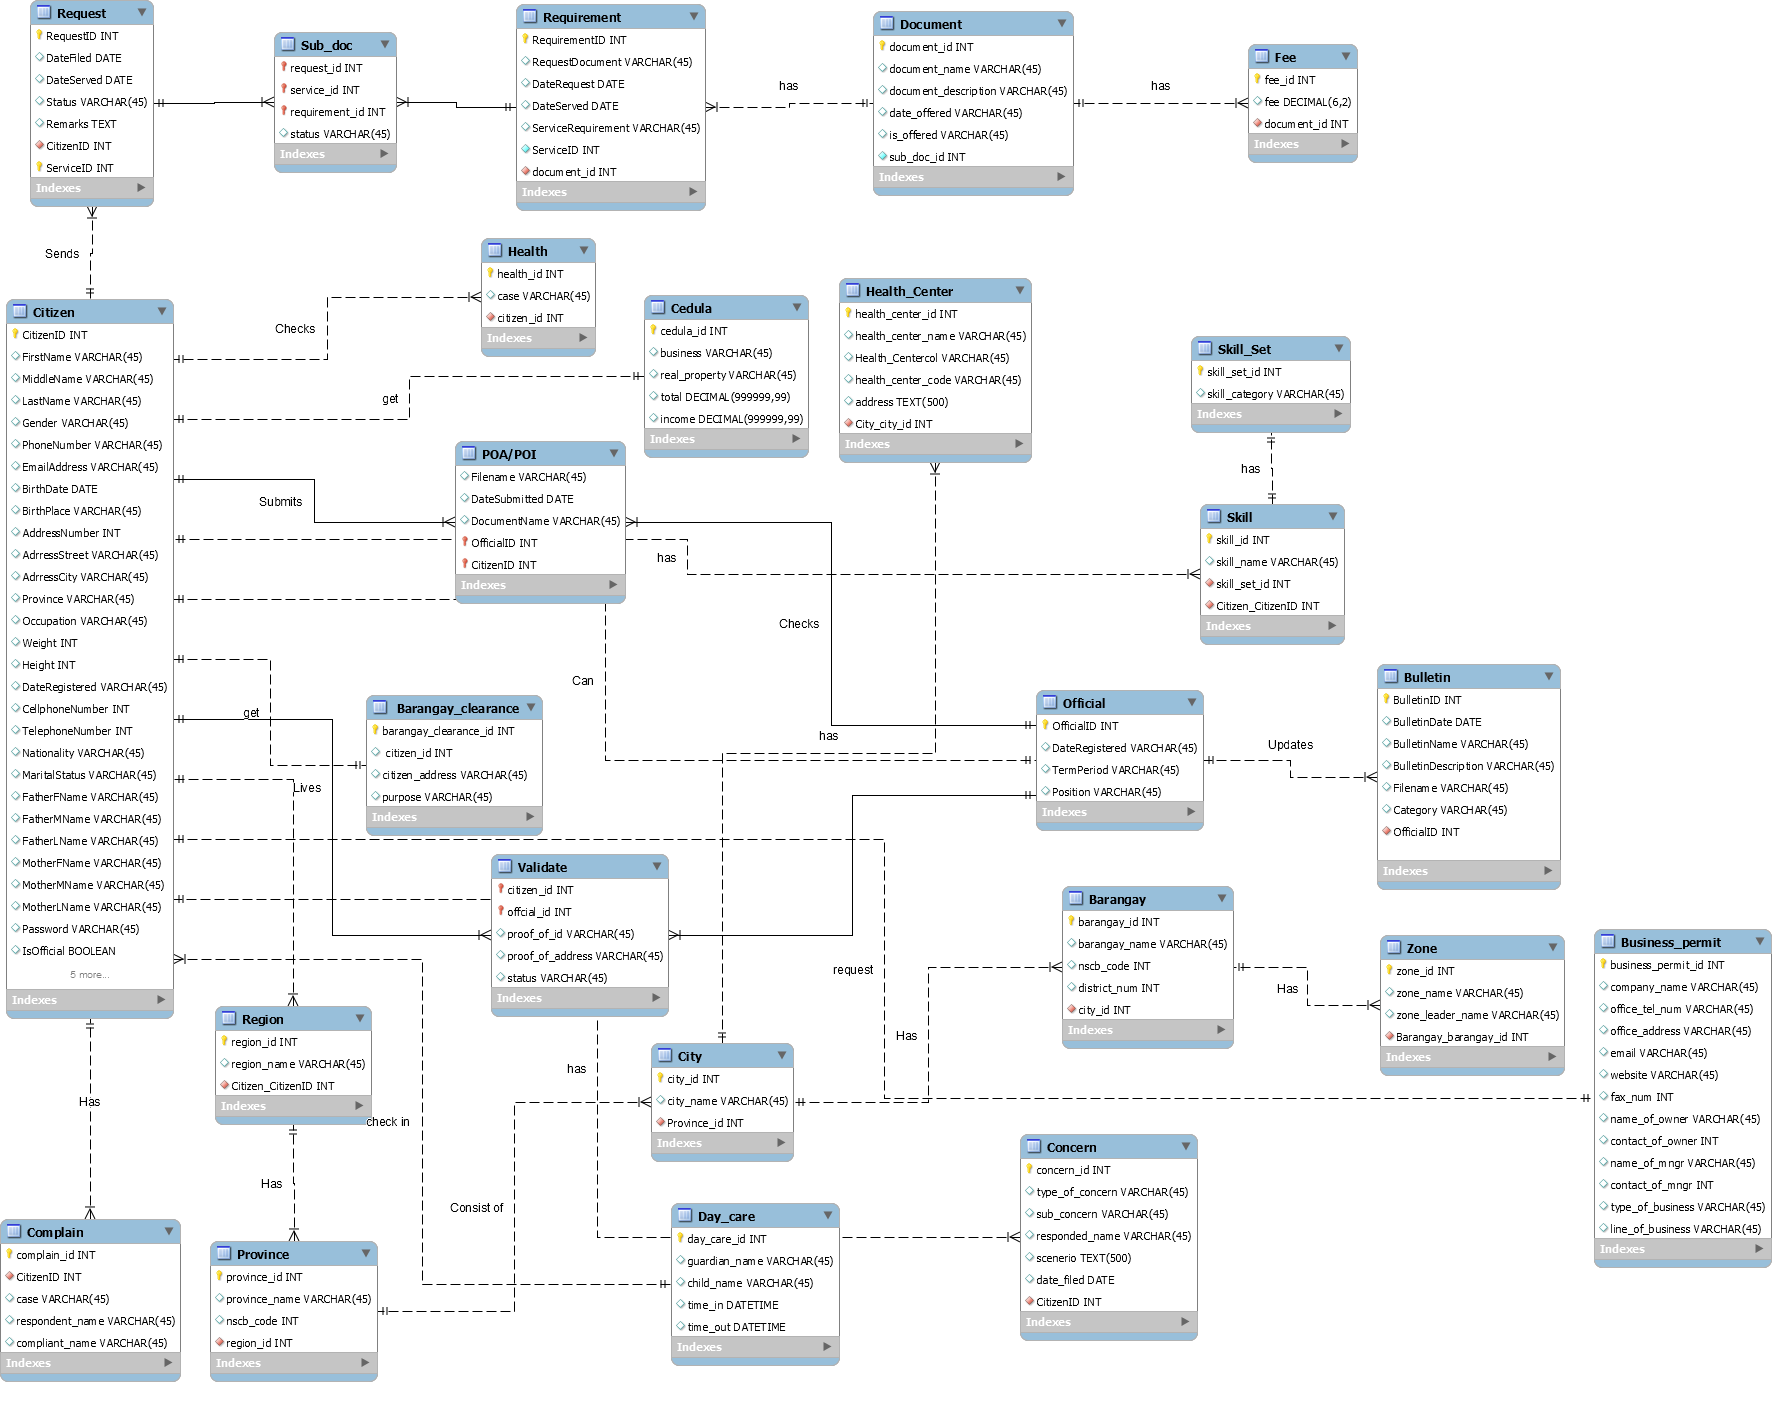 Request
RequestID INT
DateFiled DATE
DateServed DATE
Status VARCHAR(45)
Remarks TEXT
CitizenID INT
ServiceID INT
Indexes
Sub_doc
request_id INT
service_id INT
requirement_id INT
status VARCHAR(45)
Indexes
Requirement
RequirementID INT
RequestDocument VARCHAR(45)
DateRequest DATE
DateServed DATE
ServiceRequirement VARCHAR(45)
ServiceID INT
document_id INT
Indexes
has
Document
document_id INT
document_name VARCHAR(45)
document_description VARCHAR(45)
date_offered VARCHAR(45)
is_offered VARCHAR(45)
sub_doc_id INT
Indexes
has
Fee
fee_id INT
fee DECIMAL(6,2)
document_id INT
Indexes
Sends
Citizen
CitizenID INT
FirstName VARCHAR(45)
MiddleName VARCHAR(45)
LastName VARCHAR(45)
Gender VARCHAR(45)
PhoneNumber VARCHAR(45)
EmailAddress VARCHAR(45)
BirthDate DATE
BirthPlace VARCHAR(45)
AddressNumber INT
AdrressStreet VARCHAR(45)
AdrressCity VARCHAR(45)
Province VARCHAR(45)
Occupation VARCHAR(45)
Weight INT
Height INT
DateRegistered VARCHAR(45)
CellphoneNumber INT
TelephoneNumber INT
Nationality VARCHAR(45)
MaritalStatus VARCHAR(45)
FatherFName VARCHAR(45)
FatherMName VARCHAR(45)
FatherLName VARCHAR(45)
MotherFName VARCHAR(45)
MotherMName VARCHAR(45)
MotherLName VARCHAR(45)
Password VARCHAR(45)
IsOfficial BOOLEAN
5 more...
Indexes
Checks
Health
health_id INT
case VARCHAR(45)
citizen_id INT
Indexes
get
Cedula
cedula_id INT
business VARCHAR(45)
real_property VARCHAR(45)
total DECIMAL(999999,99)
income DECIMAL(999999,99)
Indexes
Health_Center
health_center_id INT
health_center_name VARCHAR(45)
Health_Centercol VARCHAR(45)
health_center_code VARCHAR(45)
address TEXT(500)
City_city_id INT
Indexes
Skill_Set
skill_set_id INT
skill_category VARCHAR(45)
Indexes
has
Submits
POA/POI
Filename VARCHAR(45)
DateSubmitted DATE
DocumentName VARCHAR(45)
OfficialID INT
CitizenID INT
Indexes
has
Skill
skill_id INT
skill_name VARCHAR(45)
skill_set_id INT
Citizen_CitizenID INT
Indexes
Checks
Can
has
get
Barangay_clearance
barangay_clearance_id INT
citizen_id INT
citizen_address VARCHAR(45)
purpose VARCHAR(45)
Indexes
Lives
Official
OfficialID INT
DateRegistered VARCHAR(45)
TermPeriod VARCHAR(45)
Position VARCHAR(45)
Indexes
Updates
Bulletin
BulletinID INT
BulletinDate DATE
BulletinName VARCHAR(45)
BulletinDescription VARCHAR(45)
Filename VARCHAR(45)
Category VARCHAR(45)
OfficialID INT
Indexes
Validate
citizen_id INT
offcial_id INT
proof_of_id VARCHAR(45)
proof_of_address VARCHAR(45)
status VARCHAR(45)
Indexes
request
Barangay
barangay_id INT
barangay_name VARCHAR(45)
nscb_code INT
district_num INT
city_id INT
Indexes
Has
Zone
zone_id INT
zone_name VARCHAR(45)
zone_leader_name VARCHAR(45)
Barangay_barangay_id INT
Indexes
Business_permit
business_permit_id INT
company_name VARCHAR(45)
office_tel_num VARCHAR(45)
office_address VARCHAR(45)
email VARCHAR(45)
website VARCHAR(45)
fax_num INT
name_of_owner VARCHAR(45)
contact_of_owner INT
name_of_mngr VARCHAR(45)
contact_of_mngr INT
type_of_business VARCHAR(45)
line_of_business VARCHAR(45)
Indexes
Region
region_id INT
region_name VARCHAR(45)
Citizen_CitizenID INT
Indexes
Has
check in
has
City
city_id INT
city_name VARCHAR(45)
Province_id INT
Indexes
Has
Has
Consist of
Complain
complain_id INT
CitizenID INT
case VARCHAR(45)
respondent_name VARCHAR(45)
compliant_name VARCHAR(45)
Indexes
Province
province_id INT
province_name VARCHAR(45)
nscb_code INT
region_id INT
Indexes
Day_care
day_care_id INT
guardian_name VARCHAR(45)
child_name VARCHAR(45)
time_in DATETIME
time_out DATETIME
Indexes
Concern
concern_id INT
type_of_concern VARCHAR(45)
sub_concern VARCHAR(45)
responded_name VARCHAR(45)
scenerio TEXT(500)
date_filed DATE
CitizenID INT
Indexes